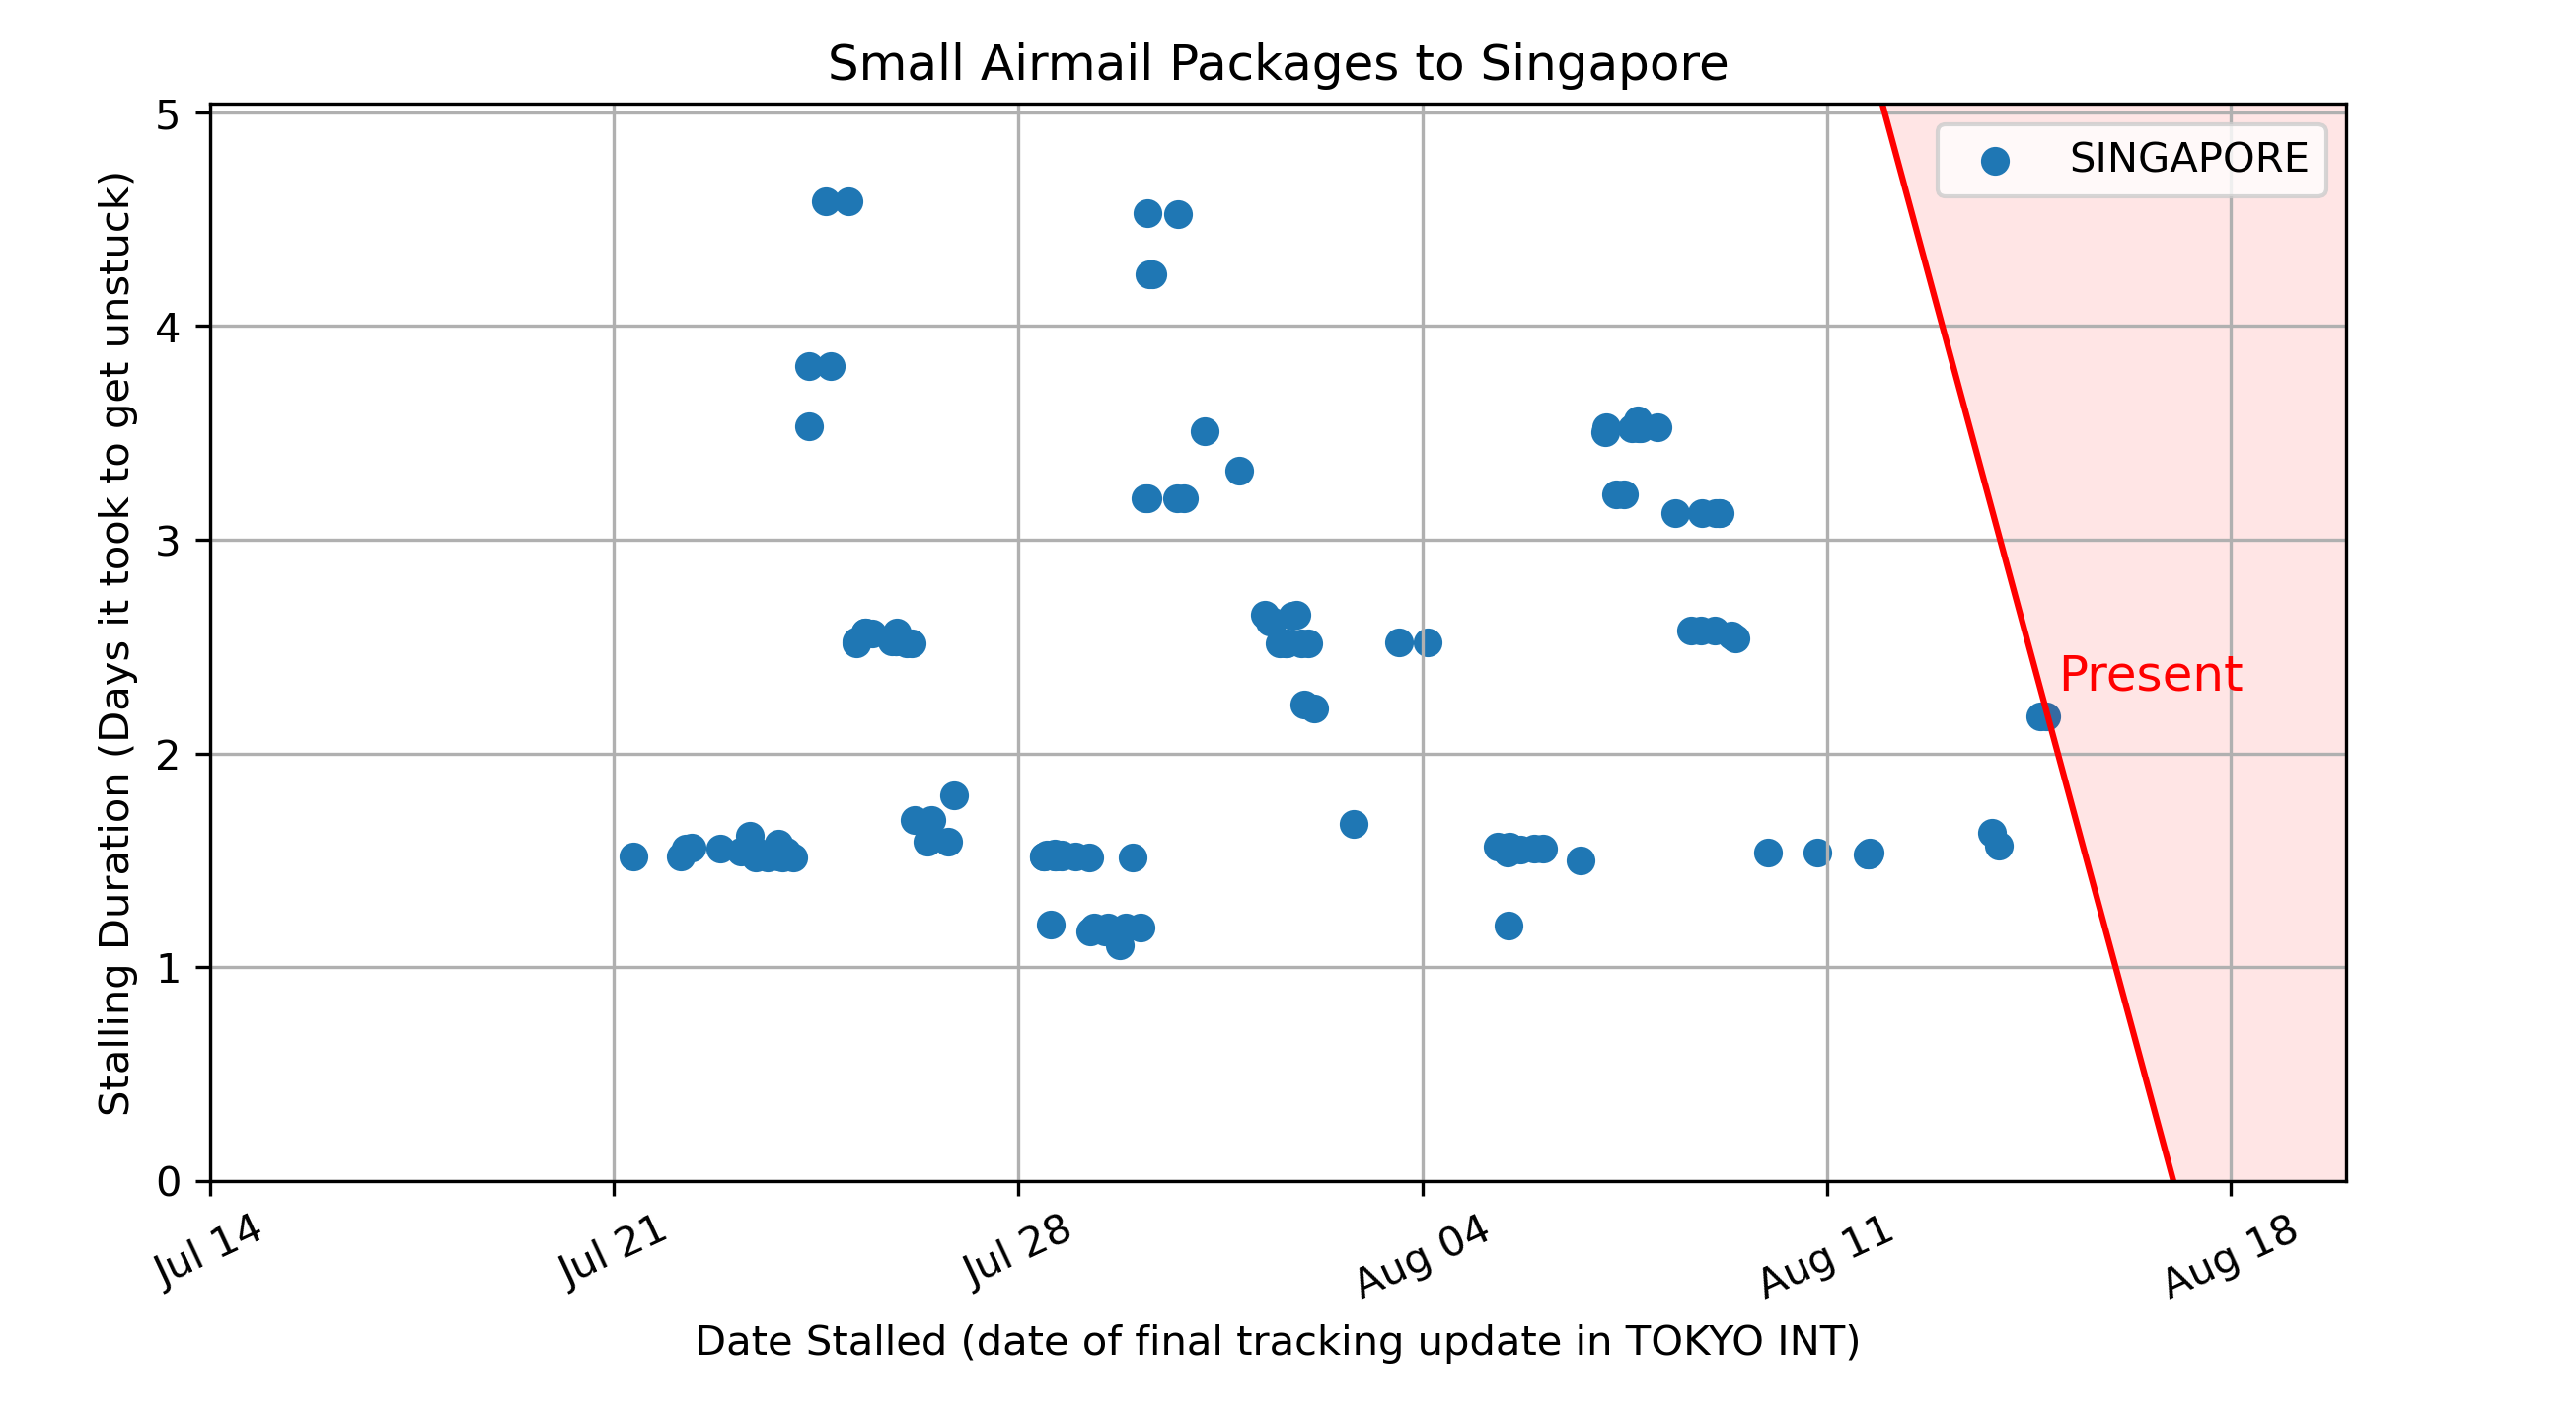 Small Airmail Packages to Singapore
SINGAPORE
Present
Stalling Duration (Days it took to get unstuck)
5
4
3
2
1
0
Jul 14
Jul 21
Jul 28
Aug 04
Aug 11
Aug 18
Date Stalled (date of final tracking update in TOKYO INT)